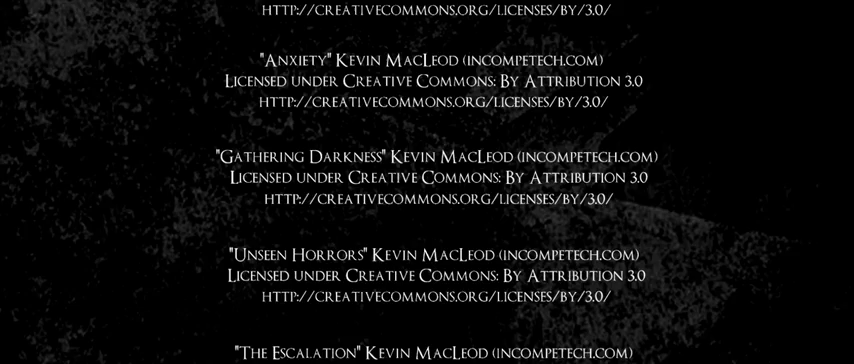 http://creativecommons.org/licenses/by/3.0/
"Anxiety" Kevin MacLeod (incompetech.com)
Licensed under Creative Commons: By Attribution 3.0
http://creativecommons.org/licenses/by/3.0/
"Gathering Darkness" Kevin MacLeod (incompetech.com)
Licensed under Creative Commons: By Attribution 3.0
http://creativecommons.org/licenses/by/3.0/
"Unseen Horrors" Kevin MacLeod (incompetech.com)
Licensed under Creative Commons: By Attribution 3.0
http://creativecommons.org/licenses/by/3.0/
"The Escalation" Kevin MacLeod (incompetech.com)